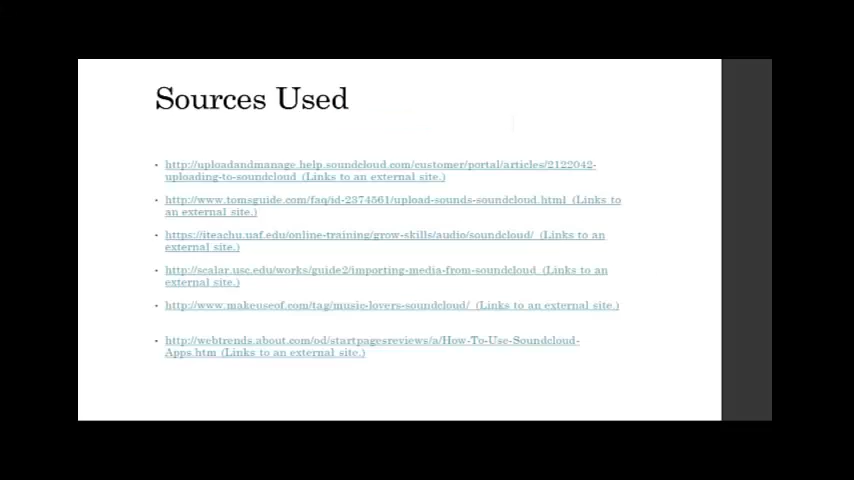 Sources Used
• http://uploadandmanage.help.soundcloud.com/customer/portal/articles/2122042-
uploading-to-soundcloud (Links to an external site.)
• http://www.tomsguide.com/faq/id-2374561/upload-sounds-soundcloud.html (Links to
an external site.)
• https://iteachu.uaf.edu/online-training/grow-skills/audio/soundcloud/ (Links to an
external site.)
• http://scalar.usc.edu/works/guide2/importing-media-from-soundcloud (Links to an
external site.)
• http://www.makeuseof.com/tag/music-lovers-soundcloud/ (Links to an external site.)
• http://webtrends.about.com/od/startpagesreviews/a/How-To-Use-Soundcloud-
Apps.htm (Links to an external site.)